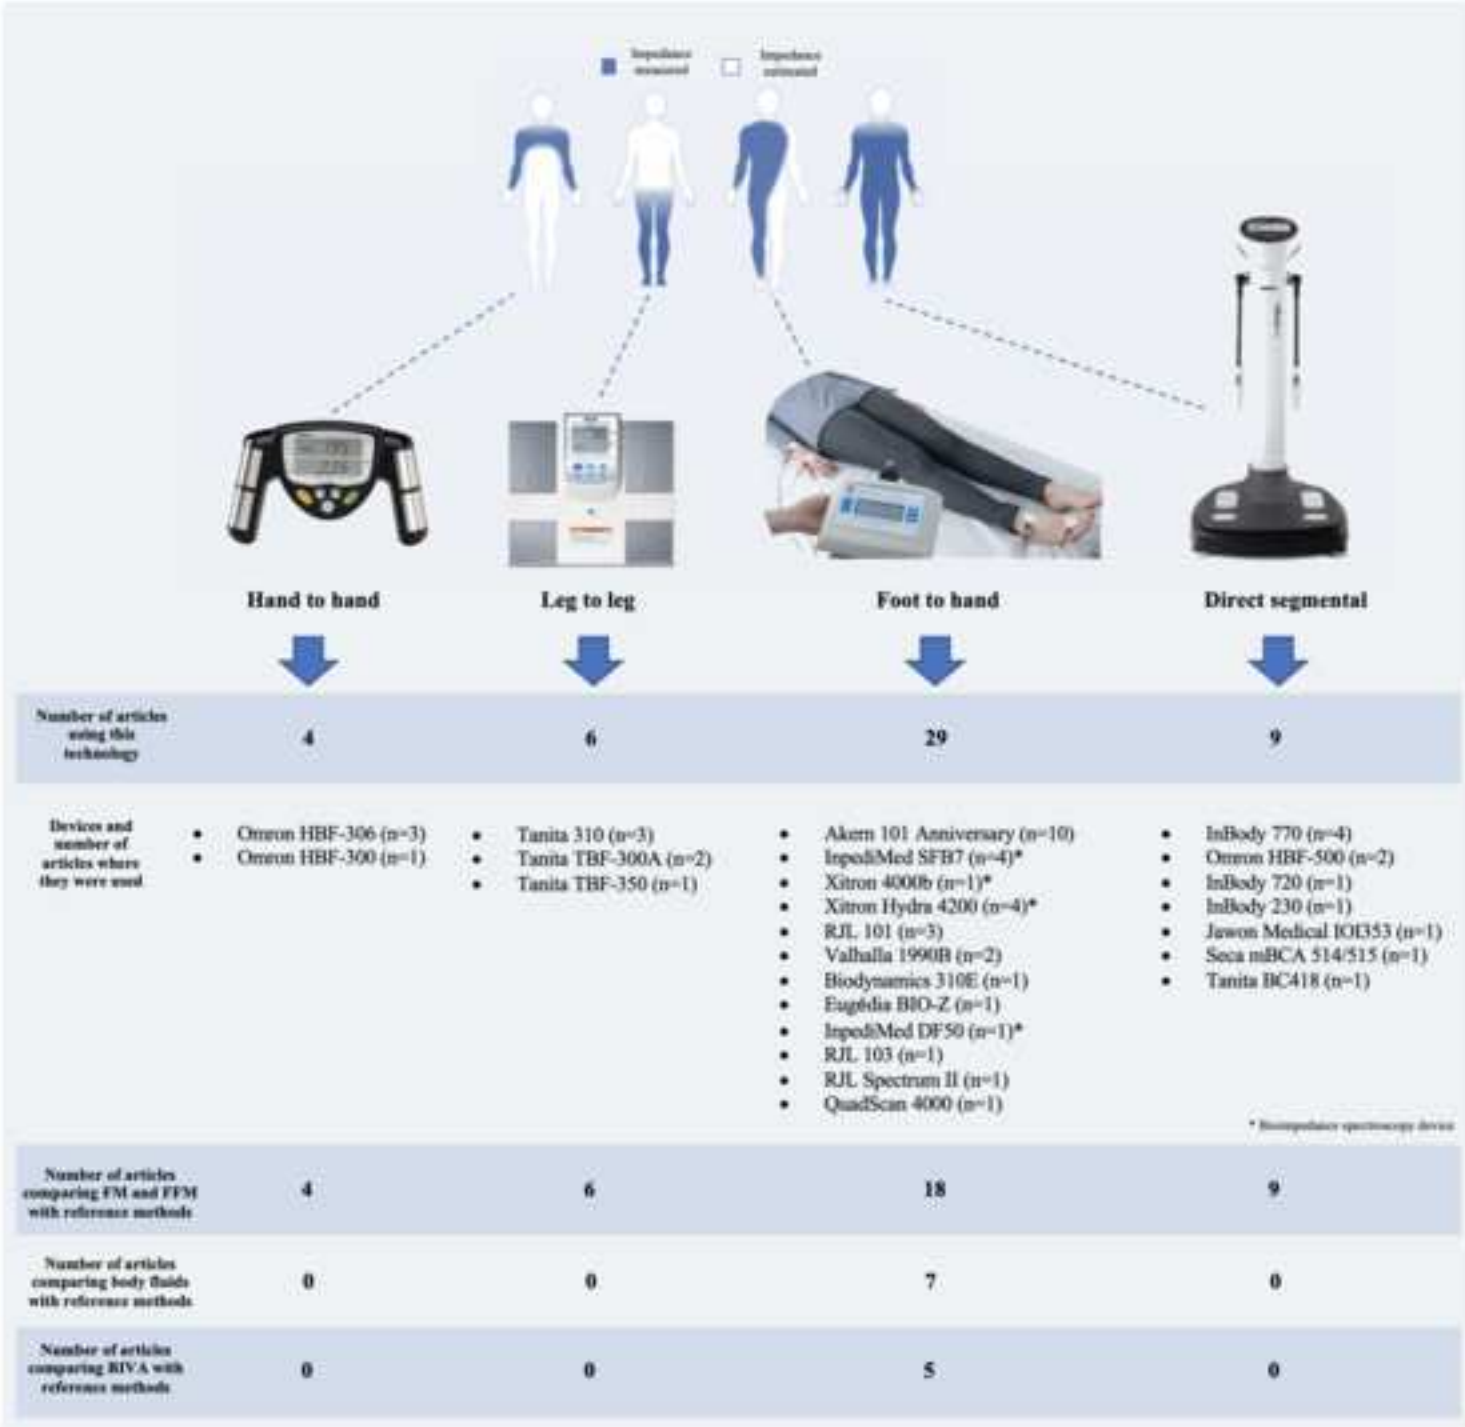 Impedance
measured
Impedance
estimated
Hand to hand
Leg to leg
Foot to hand
Direct segmental
Number of articles
using this
technology
4
6
29
9
Devices and
number of
articles where
they were used
• Omron HBF-306 (n=3)
• Omron HBF-300 (n=1)
• Tanita 310 (n=3)
• Tanita TBF-300A (n=2)
• Tanita TBF-350 (n=1)
• Akern 101 Anniversary (n=10)
• InpediMed SFB7 (n=4)*
• Xitron 4000b (n=1)*
• Xitron Hydra 4200 (n=4)*
• RJL 101 (n=3)
• Valhalla 1990B (n=2)
• Biodynamics 310E (n=1)
• Eugédia BIO-Z (n=1)
• InpediMed DF50 (n=1)*
• RJL 103 (n=1)
• RJL Spectrum II (n=1)
• QuadScan 4000 (n=1)
• InBody 770 (n=4)
• Omron HBF-500 (n=2)
• InBody 720 (n=1)
• InBody 230 (n=1)
• Jawon Medical IOI353 (n=1)
• Seca mBCA 514/515 (n=1)
• Tanita BC418 (n=1)
* Bioimpedance spectroscopy device
Number of articles
comparing FM and FFM
with reference methods
4
6
18
9
Number of articles
comparing body fluids
with reference methods
0
0
7
0
Number of articles
comparing BIVA with
reference methods
0
0
5
0